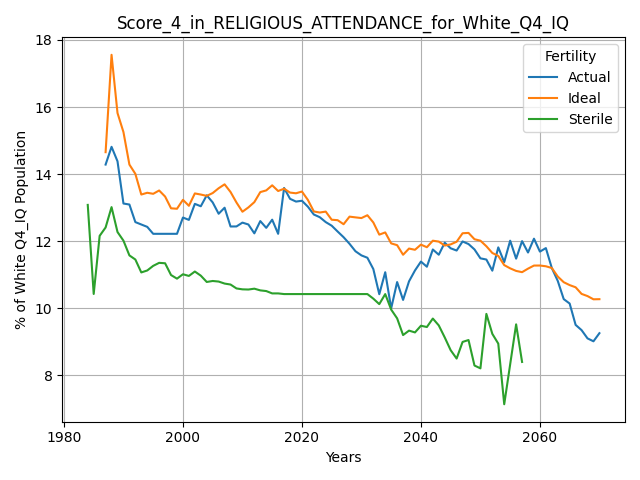 Score_4_in_RELIGIOUS_ATTENDANCE_for_White_Q4_IQ
% of White Q4_IQ Population
18
16
14
12
10
8
Fertility
Actual
Ideal
Sterile
1980
2000
2020
2040
2060
Years